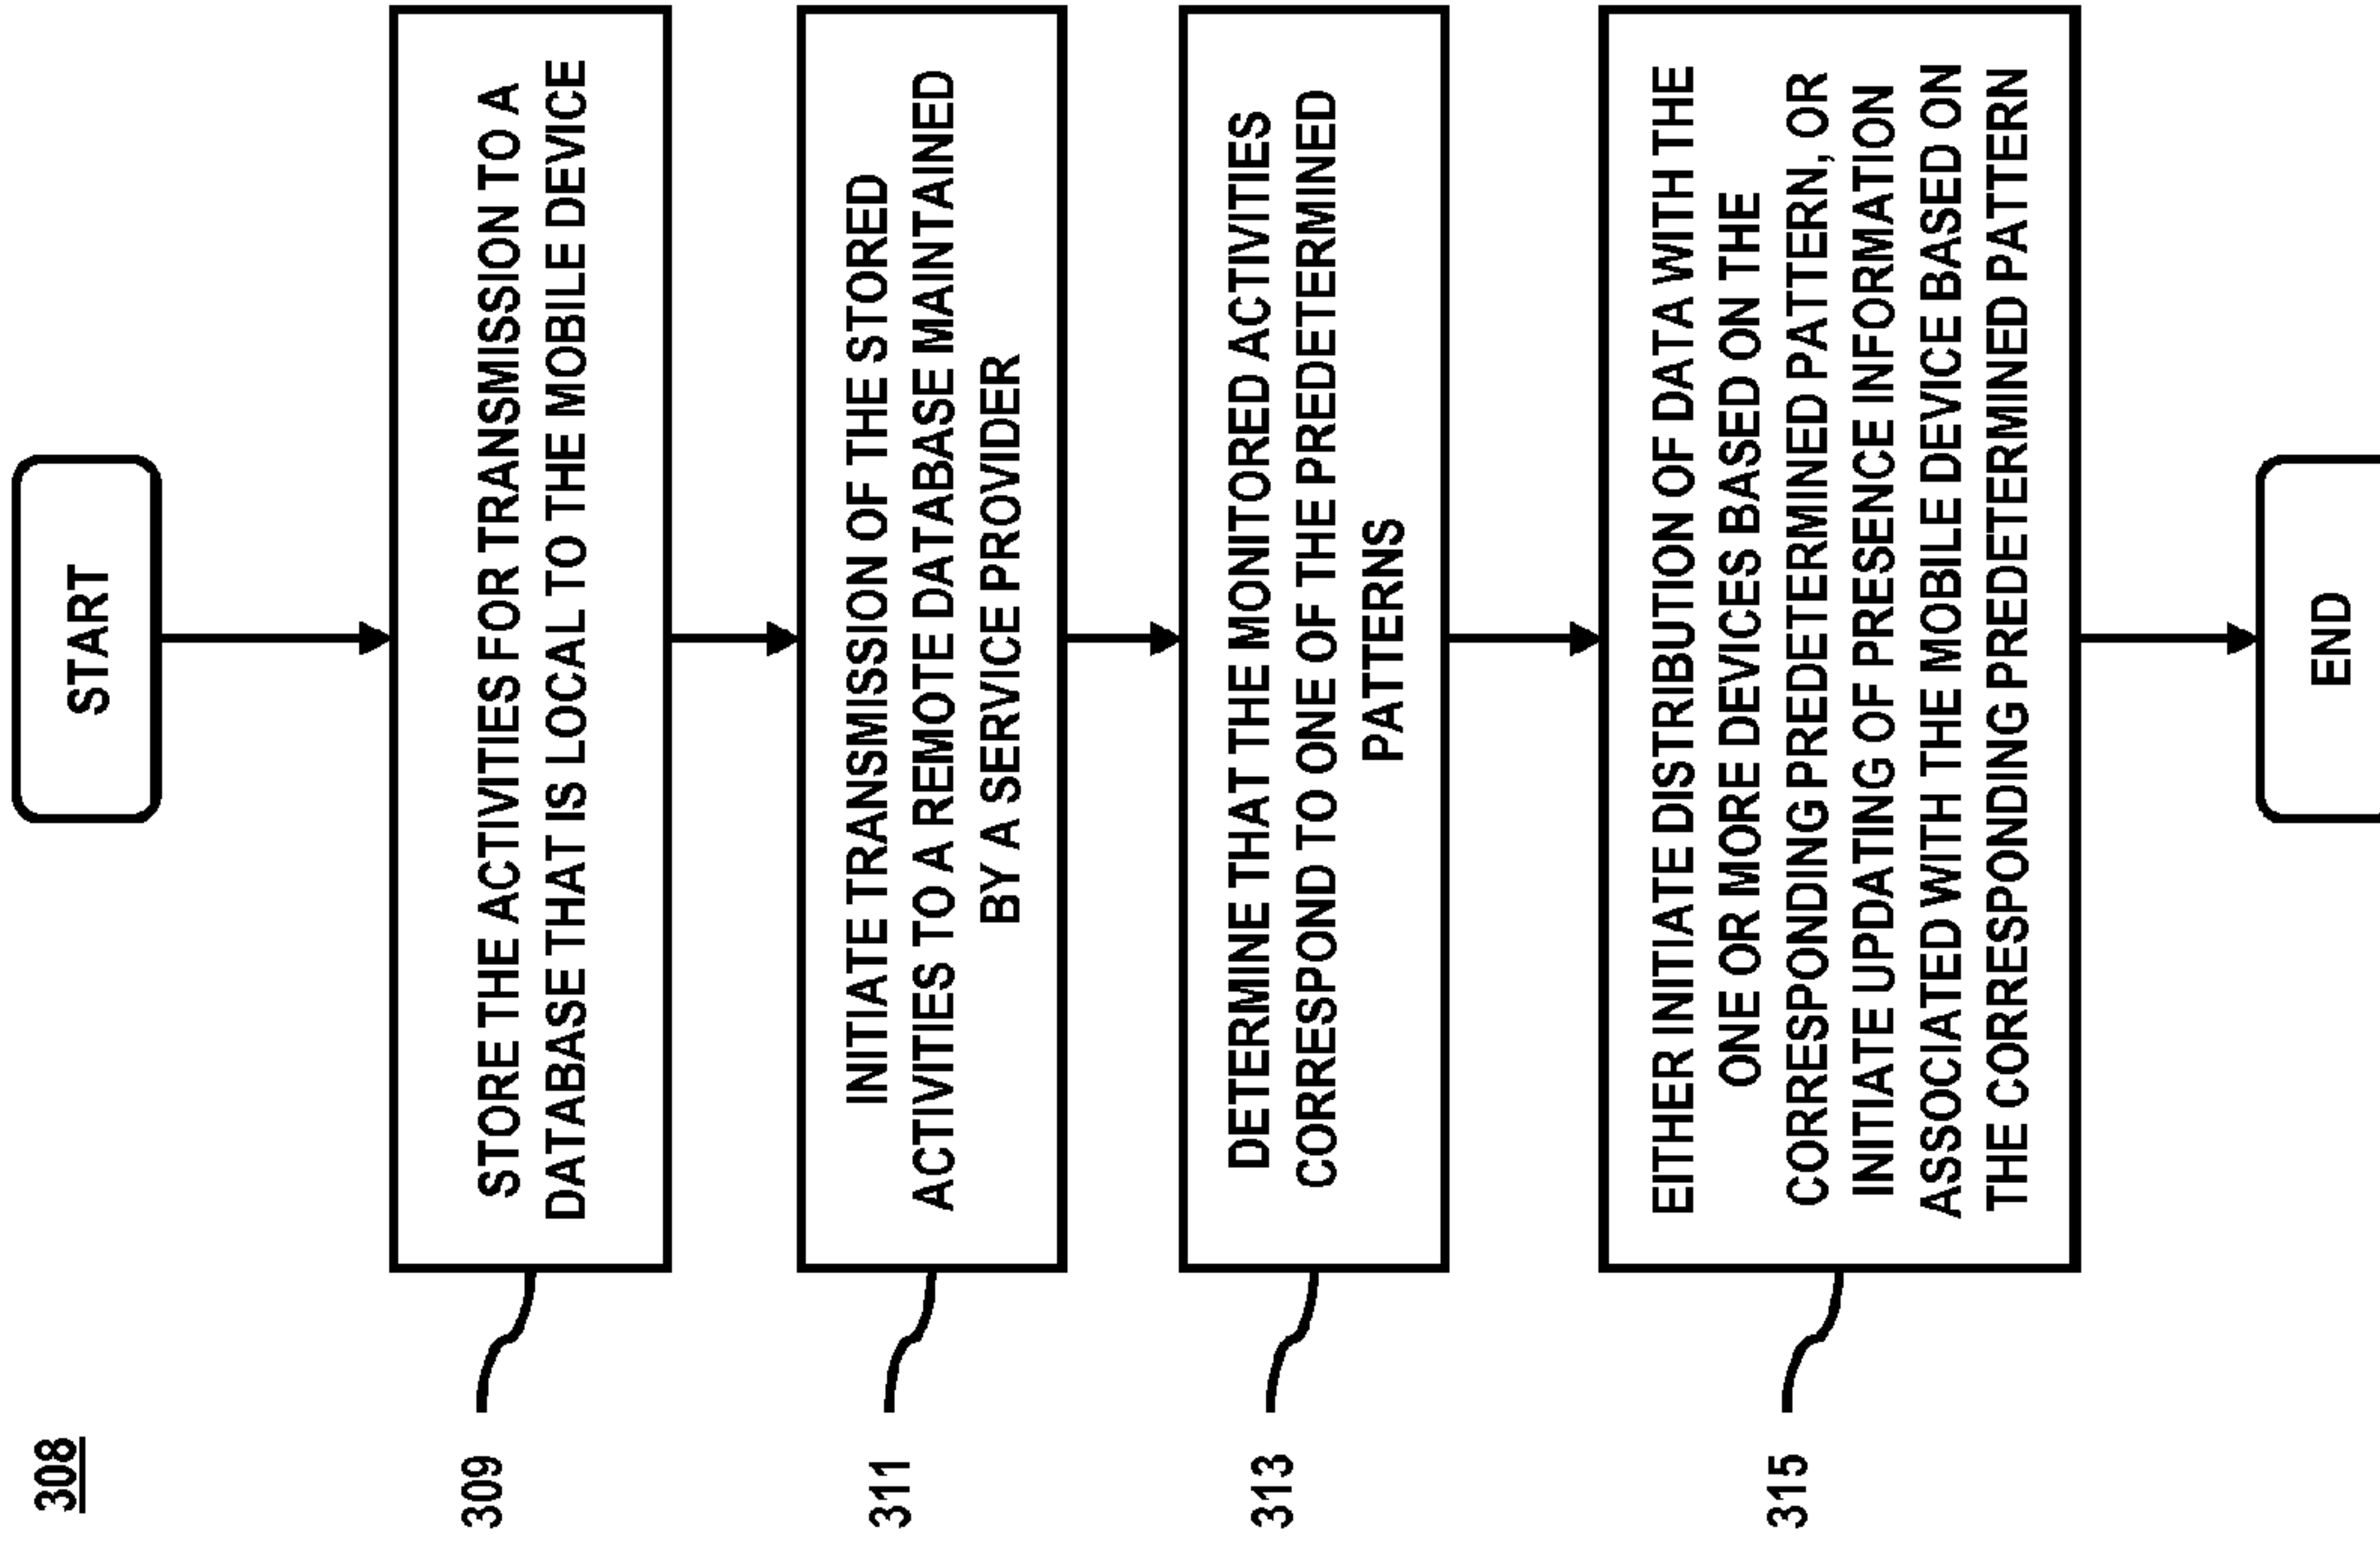 308
START
309
STORE THE ACTIVITIES FOR TRANSMISSION TO A
DATABASE THAT IS LOCAL TO THE MOBILE DEVICE
311
INITIATE TRANSMISSION OF THE STORED
ACTIVITIES TO A REMOTE DATABASE MAINTAINED
BY A SERVICE PROVIDER
313
DETERMINE THAT THE MONITORED ACTIVITIES
CORRESPOND TO ONE OF THE PREDETERMINED
PATTERNS
315
EITHER INITIATE DISTRIBUTION OF DATA WITH THE
ONE OR MORE DEVICES BASED ON THE
CORRESPONDING PREDETERMINED PATTERN, OR
INITIATE UPDATING OF PRESENCE INFORMATION
ASSOCIATED WITH THE MOBILE DEVICE BASED ON
THE CORRESPONDING PREDETERMINED PATTERN
END